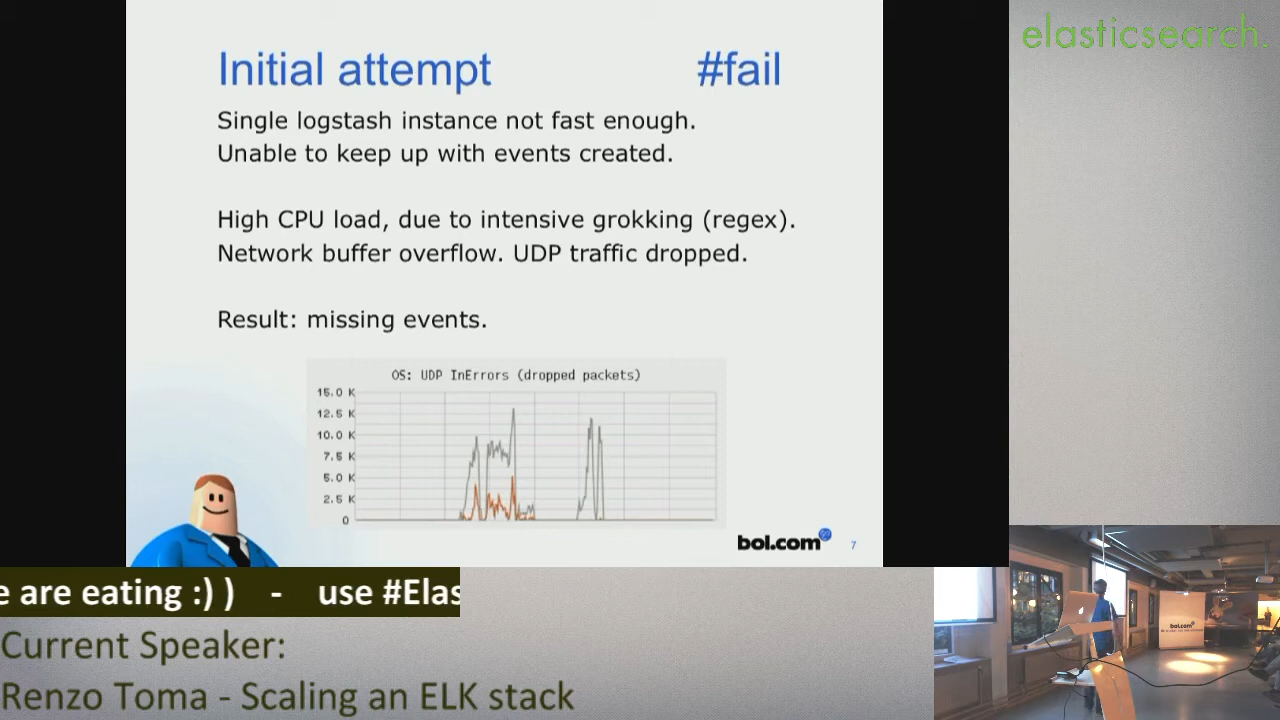 elasticsearch.
Initial attempt #fail
Single logstash instance not fast enough.
Unable to keep up with events created.
High CPU load, due to intensive grokking (regex).
Network buffer overflow. UDP traffic dropped.
Result: missing events.
OS: UDP InErrors (dropped packets)
15.0 K
12.5 K
10.0 K
7.5 K
5.0 K
2.5 K
0
bol.com
7
e are eating :) ) - use #Elas
Current Speaker:
Renzo Toma - Scaling an ELK stack
bol.com